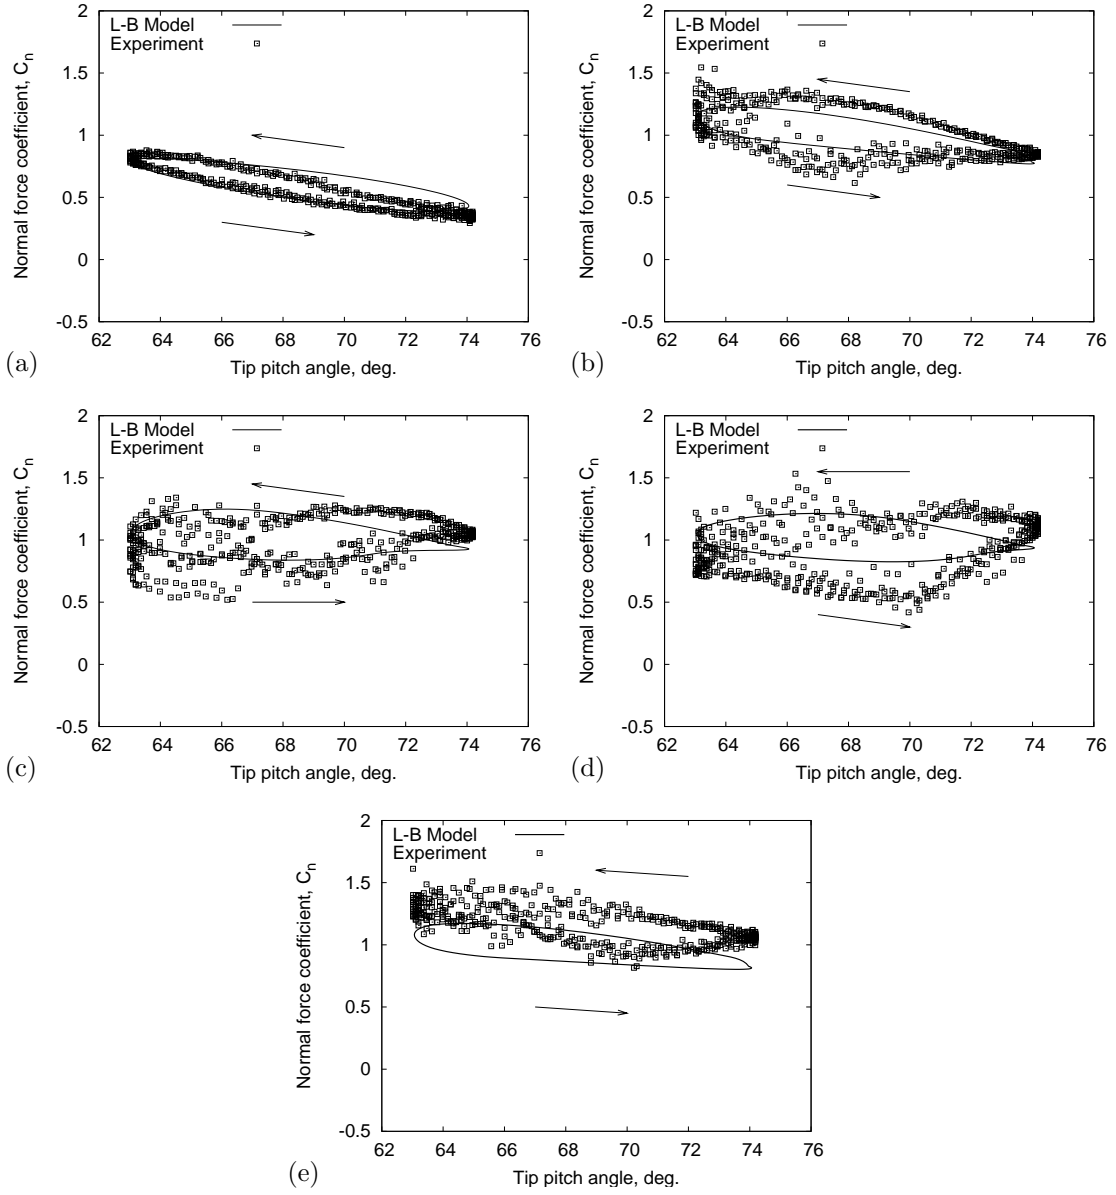 L-B Model
Experiment
Normal force coefficient, Cn
2
1.5
1
0.5
0
-0.5
62 64 66 68 70 72 74 76
Tip pitch angle, deg.
(a)
L-B Model
Experiment
Normal force coefficient, Cn
2
1.5
1
0.5
0
-0.5
62 64 66 68 70 72 74 76
Tip pitch angle, deg.
(b)
L-B Model
Experiment
Normal force coefficient, Cn
2
1.5
1
0.5
0
-0.5
62 64 66 68 70 72 74 76
Tip pitch angle, deg.
(c)
L-B Model
Experiment
Normal force coefficient, Cn
2
1.5
1
0.5
0
-0.5
62 64 66 68 70 72 74 76
Tip pitch angle, deg.
(d)
L-B Model
Experiment
Normal force coefficient, Cn
2
1.5
1
0.5
0
-0.5
62 64 66 68 70 72 74 76
Tip pitch angle, deg.
(e)